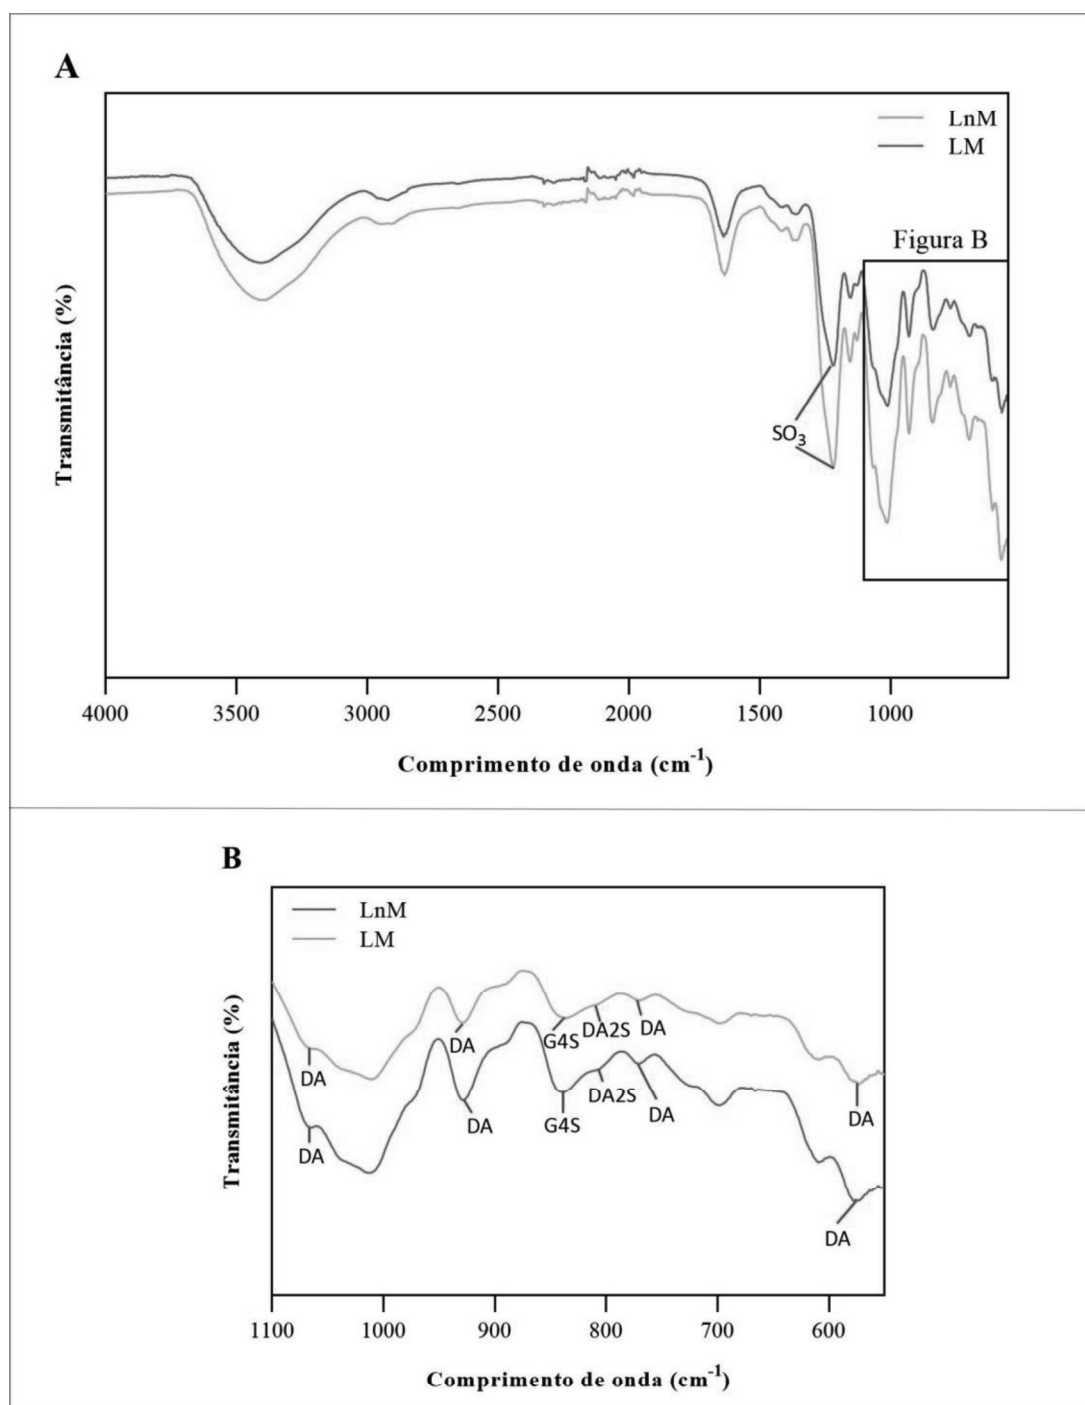 A
LnM
LM
Figura B
Transmitância (%)
SO3
4000 3500 3000 2500 2000 1500 1000
Comprimento de onda (cm-1)
B
LnM
LM
Transmitância (%)
DA DA G4S DA2S DA DA
DA DA G4S DA2S DA DA
1100 1000 900 800 700 600
Comprimento de onda (cm-1)